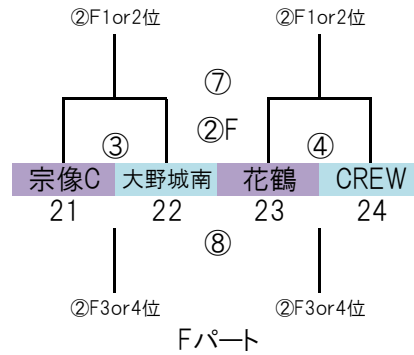 ②F1or2位 ②F1or2位
⑦
②F
③ ④
宗像C 大野城南 花鶴 CREW
21 22 23 24
⑧
②F3or4位 ②F3or4位
Fパート